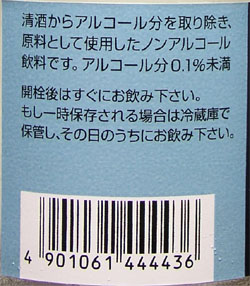 清酒からアルコール分を取り除き、
原料として使用したノンアルコール
飲料です。アルコール分0.1%未満
開栓後はすぐにお飲み下さい。
もし一時保存される場合は冷蔵庫で
保管し、その日のうちにお飲み下さい。
4 901061 444436